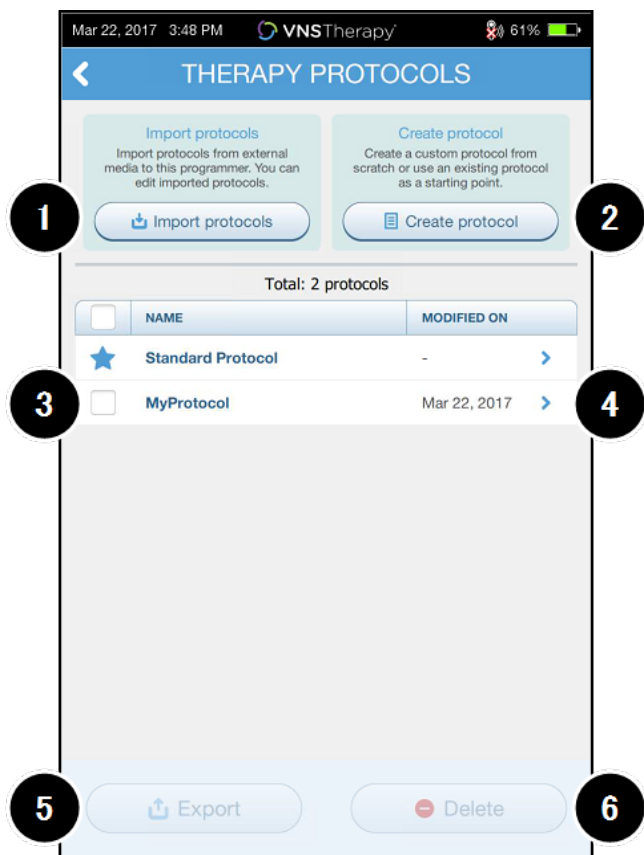 Mar 22, 2017 3:48 PM VNSTherapy 61%
THERAPY PROTOCOLS
Import protocols
Import protocols from external
media to this programmer. You can
edit imported protocols.
Import protocols
Create protocol
Create a custom protocol from
scratch or use an existing protocol
as a starting point.
Create protocol
1
2
Total: 2 protocols
NAME MODIFIED ON
Standard Protocol -
3 MyProtocol Mar 22, 2017 4
5 Export Delete 6